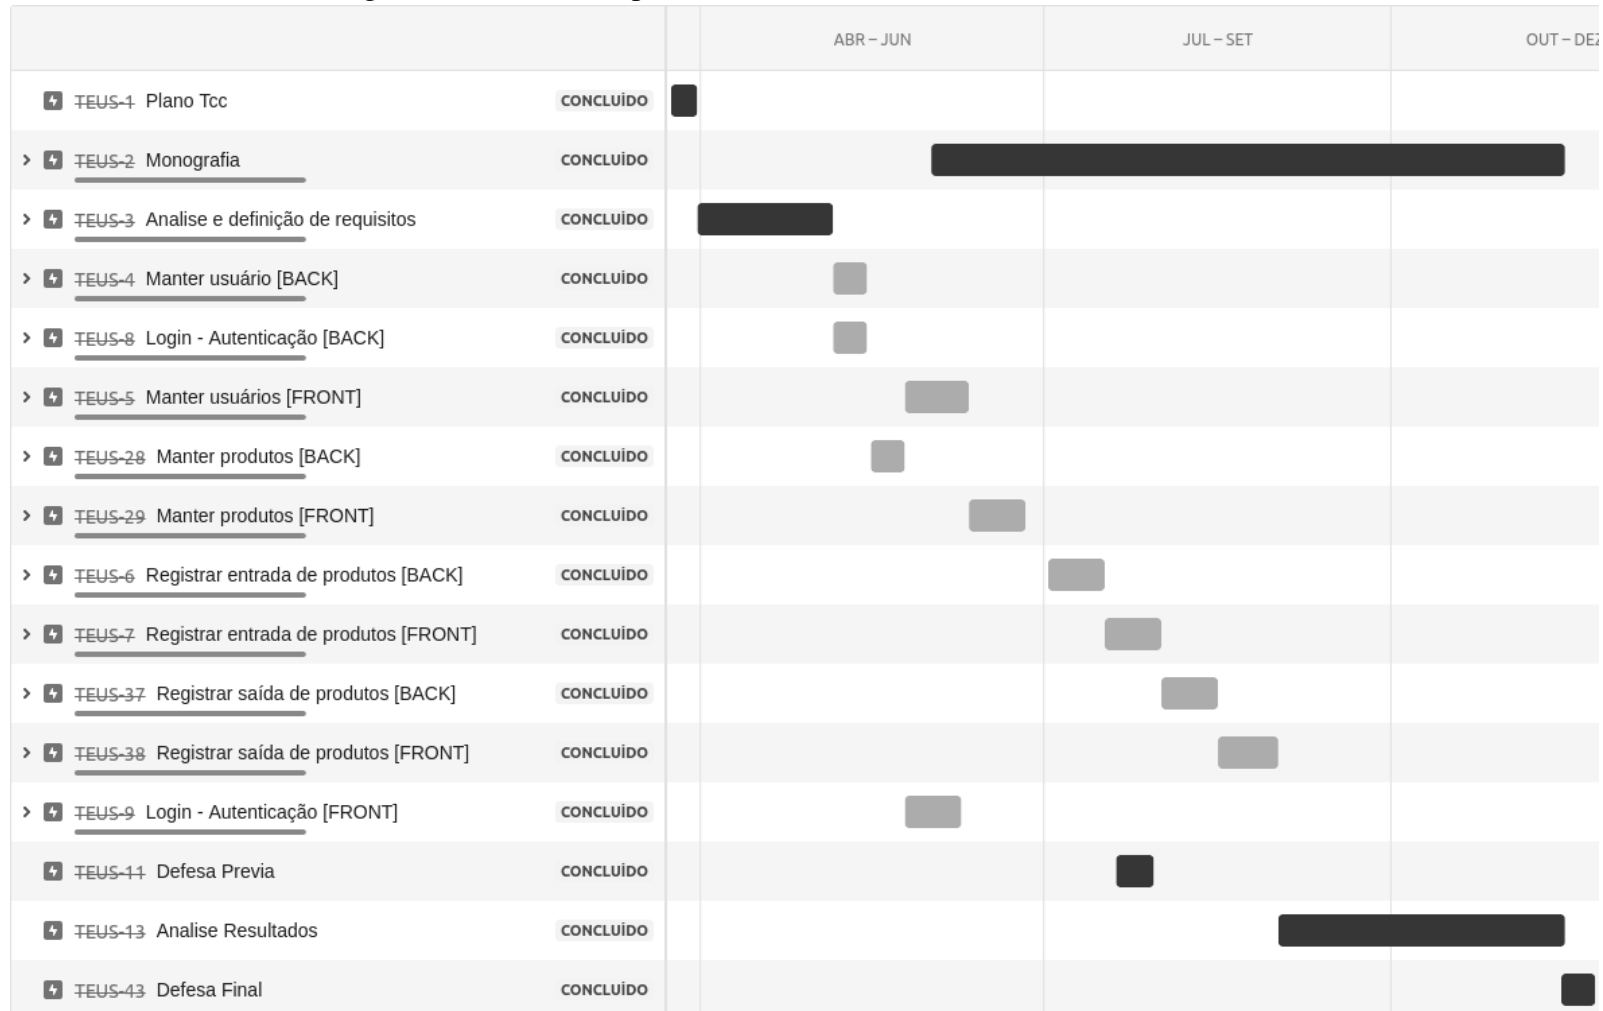 ABR – JUN JUL – SET OUT – DEZ
TEUS-1 Plano Tcc CONCLUÍDO
TEUS-2 Monografia CONCLUÍDO
TEUS-3 Analise e definição de requisitos CONCLUÍDO
TEUS-4 Manter usuário [BACK] CONCLUÍDO
TEUS-8 Login - Autenticação [BACK] CONCLUÍDO
TEUS-5 Manter usuários [FRONT] CONCLUÍDO
TEUS-28 Manter produtos [BACK] CONCLUÍDO
TEUS-29 Manter produtos [FRONT] CONCLUÍDO
TEUS-6 Registrar entrada de produtos [BACK] CONCLUÍDO
TEUS-7 Registrar entrada de produtos [FRONT] CONCLUÍDO
TEUS-37 Registrar saída de produtos [BACK] CONCLUÍDO
TEUS-38 Registrar saída de produtos [FRONT] CONCLUÍDO
TEUS-9 Login - Autenticação [FRONT] CONCLUÍDO
TEUS-11 Defesa Previa CONCLUÍDO
TEUS-13 Analise Resultados CONCLUÍDO
TEUS-43 Defesa Final CONCLUÍDO